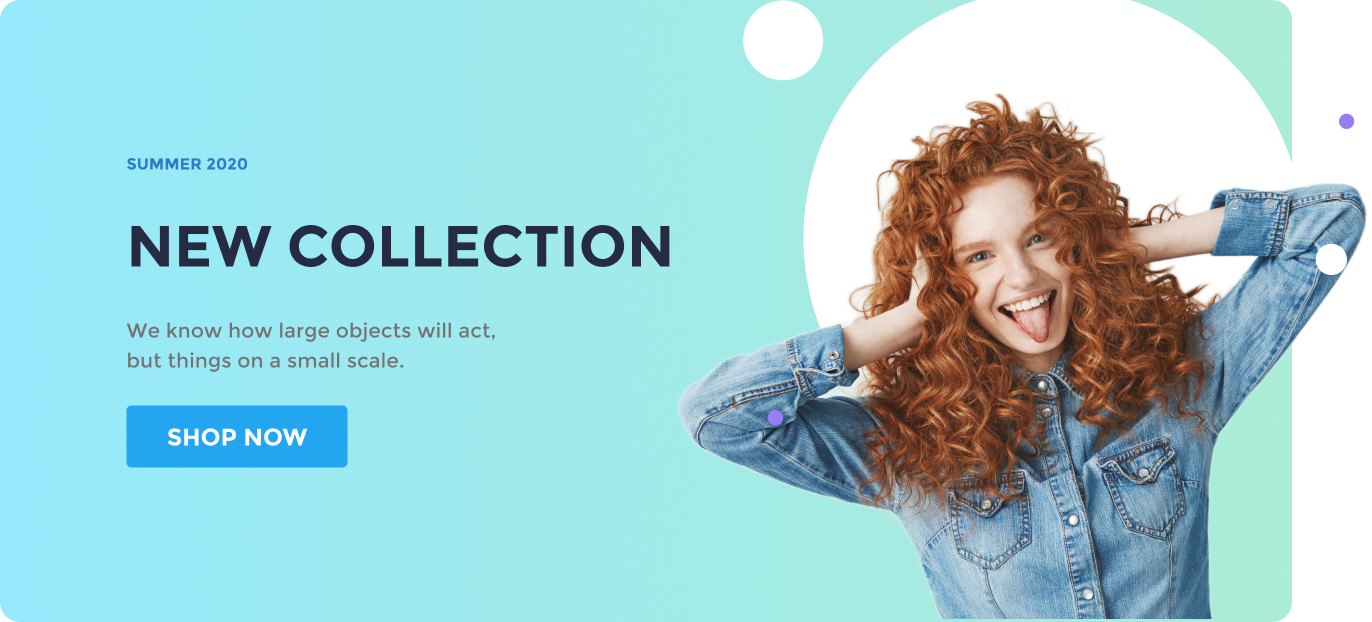 SUMMER 2020
NEW COLLECTION
We know how large objects will act,
but things on a small scale.
SHOP NOW